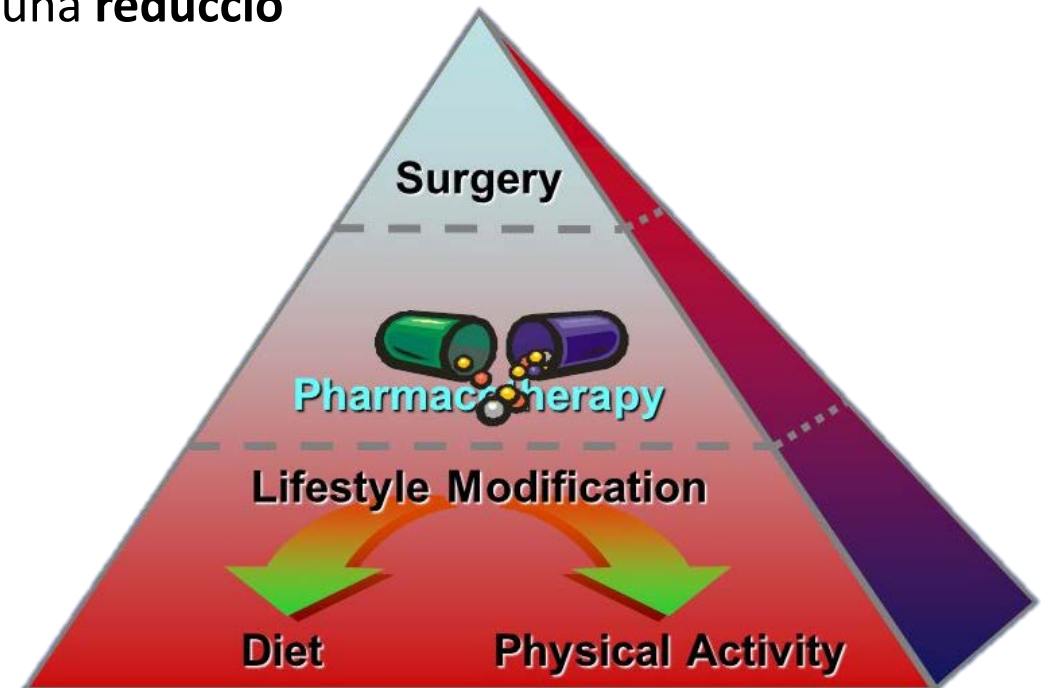 una reducció
Surgery
Pharmacotherapy
Lifestyle Modification
Diet Physical Activity